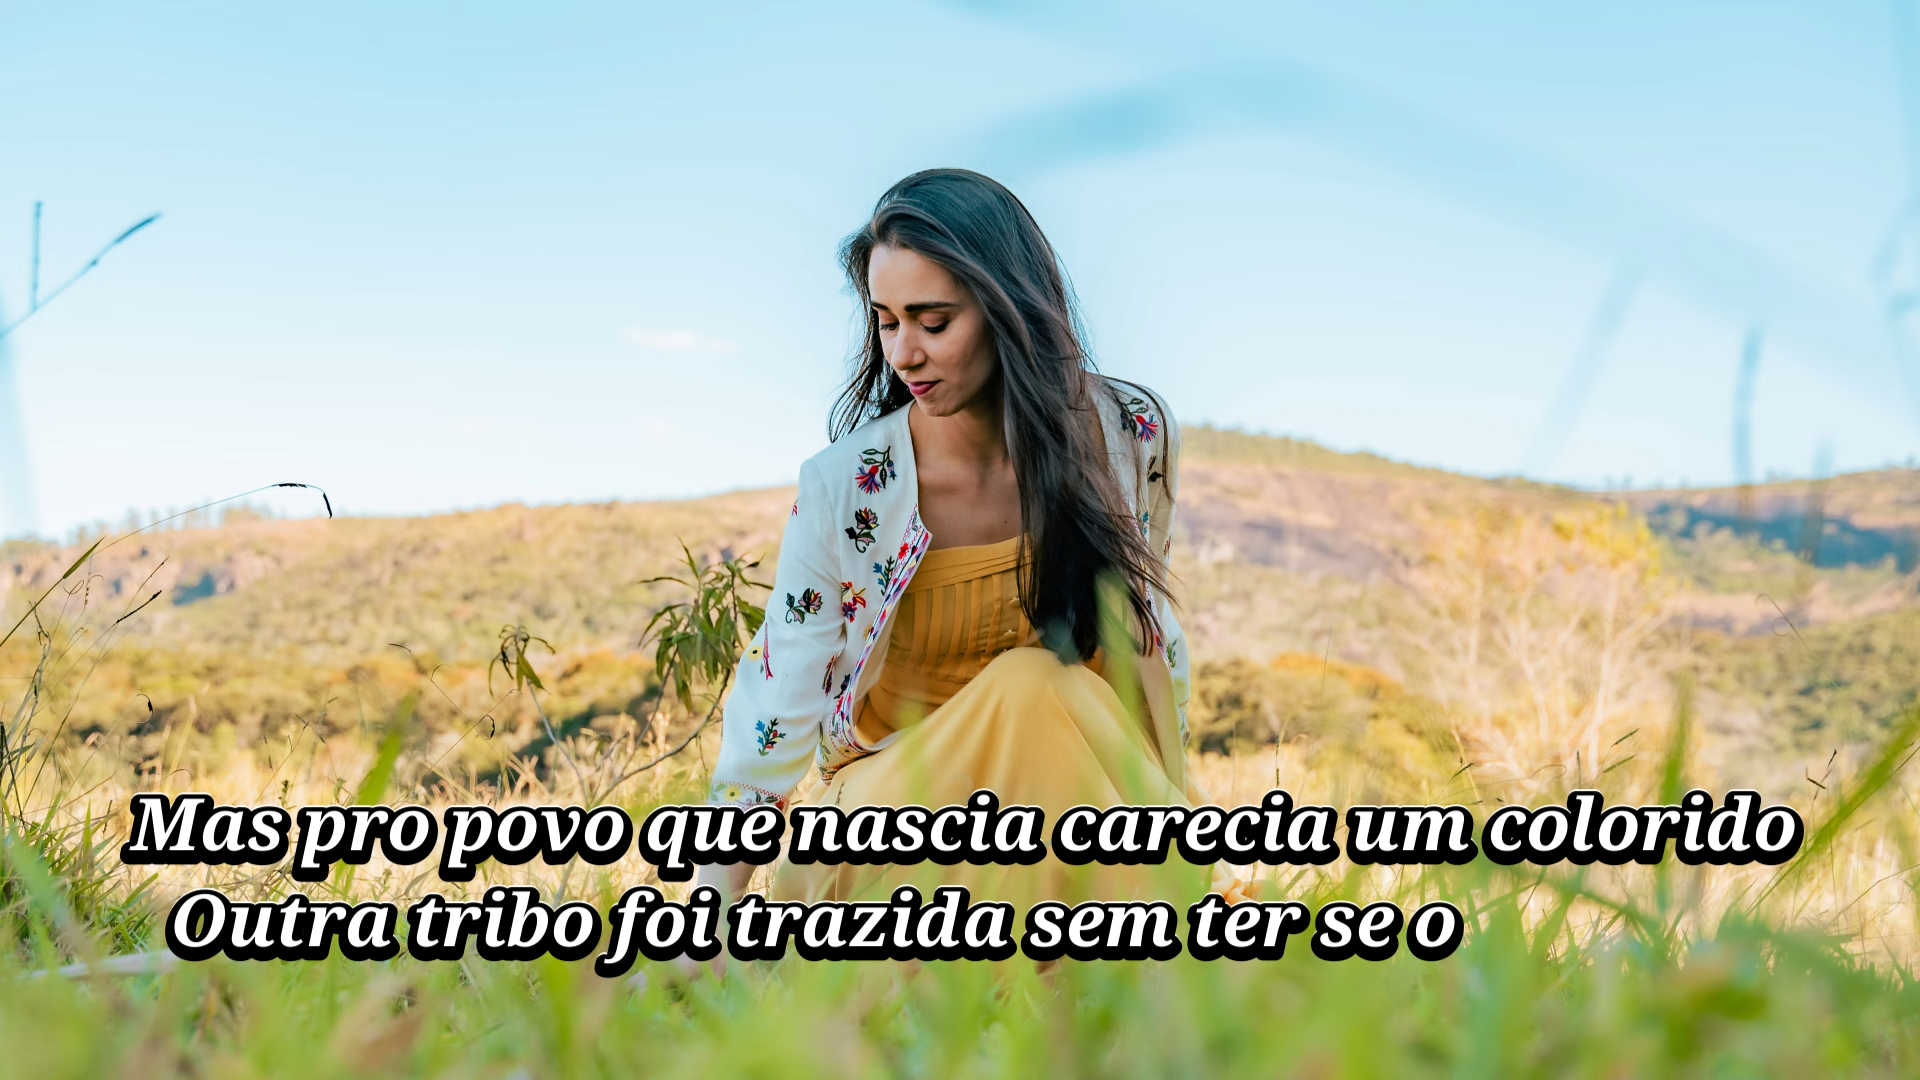 Mas pro povo que nascia carecia um colorido
Outra tribo foi trazida sem ter se o